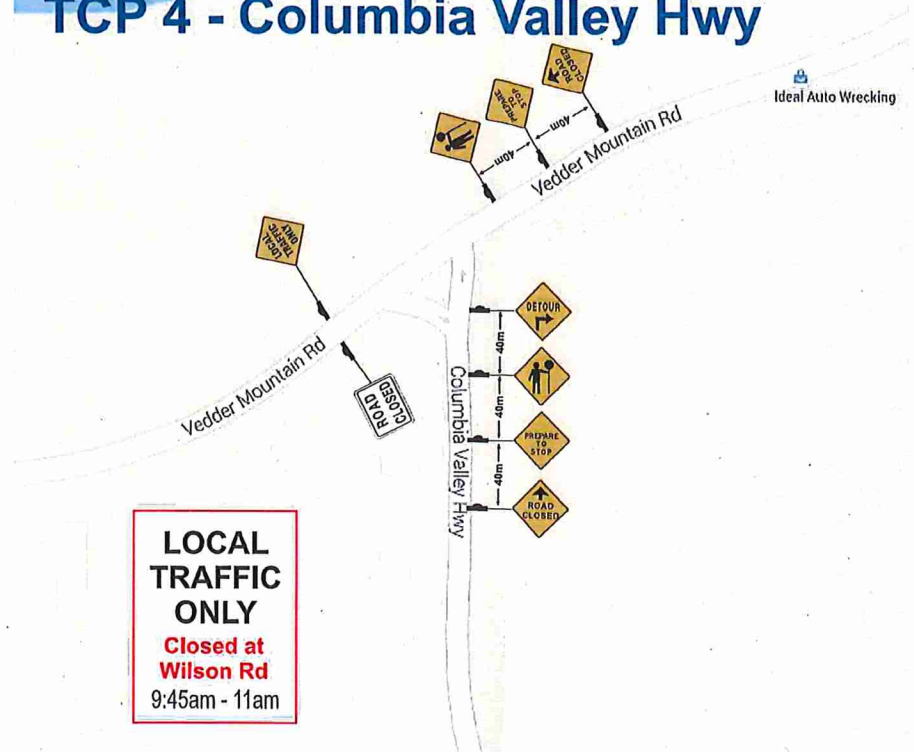 TCP 4 - Columbia Valley Hwy
ROAD
CLOSED
PREPARE
TO
STOP
40m
40m
Ideal Auto Wrecking
Vedder Mountain Rd
LOCAL
TRAFFIC
ONLY
DETOUR
40m
40m
PREPARE
TO
STOP
40m
ROAD
CLOSED
Columbia Valley Hwy
Vedder Mountain Rd
ROAD
CLOSED
LOCAL
TRAFFIC
ONLY
Closed at
Wilson Rd
9:45am - 11am